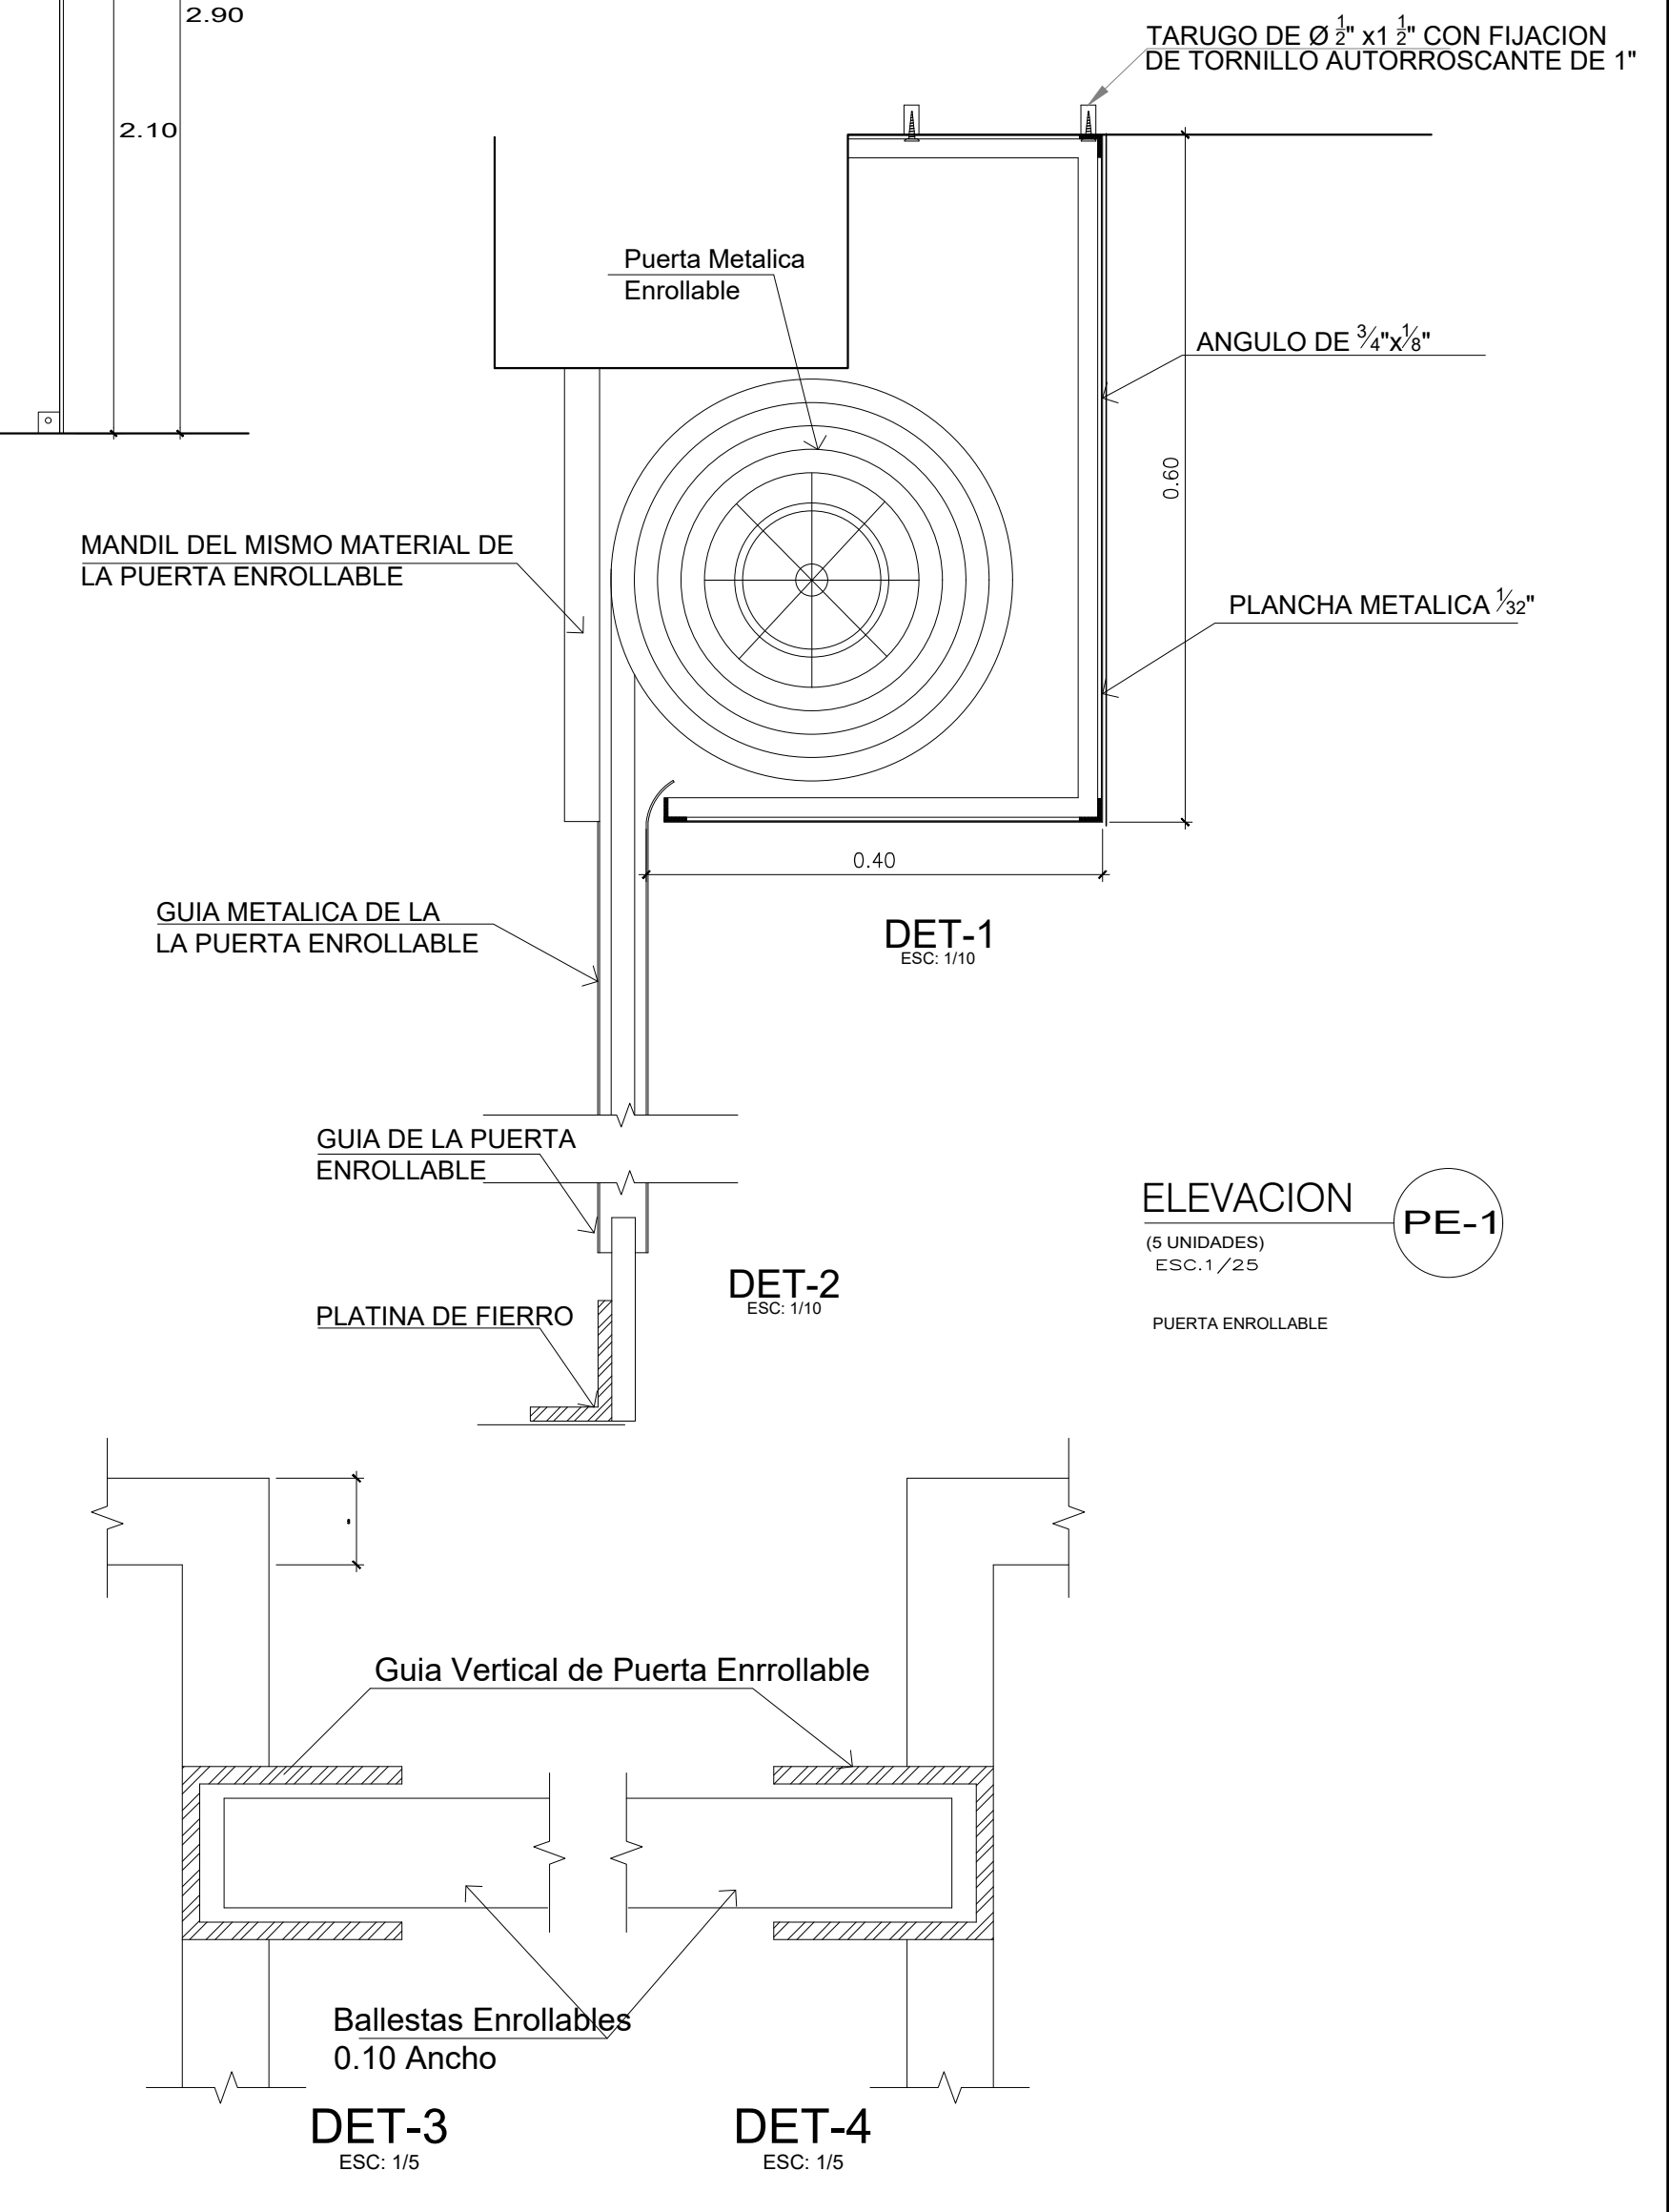 2.90
TARUGO DE Ø 1/2" x1 1/2" CON FIJACION
DE TORNILLO AUTORROSCANTE DE 1"
2.10
Puerta Metalica
Enrollable
ANGULO DE 3/4"x1/8"
0.60
MANDIL DEL MISMO MATERIAL DE
LA PUERTA ENROLLABLE
PLANCHA METALICA 1/32"
0.40
GUIA METALICA DE LA
LA PUERTA ENROLLABLE
DET-1
ESC: 1/10
GUIA DE LA PUERTA
ENROLLABLE
ELEVACION
PE-1
(5 UNIDADES)
ESC.1/25
DET-2
ESC: 1/10
PLATINA DE FIERRO
PUERTA ENROLLABLE
Guia Vertical de Puerta Enrrollable
Ballestas Enrollables
0.10 Ancho
DET-3
ESC: 1/5
DET-4
ESC: 1/5